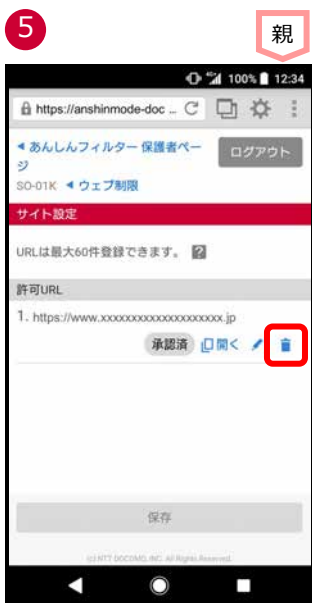 5
親
100% 12:34
https://anshinmode-doc ...
◀ あんしんフィルター 保護者ペー
ジ
ログアウト
SO-01K ◀ ウェブ制限
サイト設定
URLは最大60件登録できます。 ?
許可URL
1. https://www.xxxxxxxxxxxxxxxxxxxx.jp
承認済 開く
保存
(c) NTT DOCOMO, INC. All Rights Reserved.